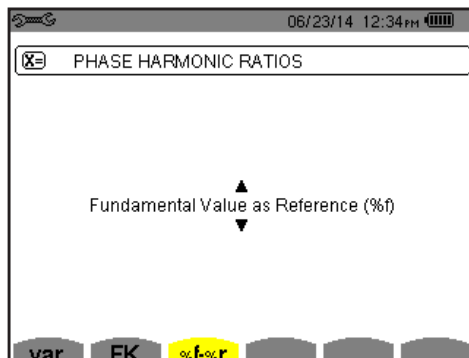 06/23/14 12:34PM
X= PHASE HARMONIC RATIOS
Fundamental Value as Reference (%f)
var FK %f-%r